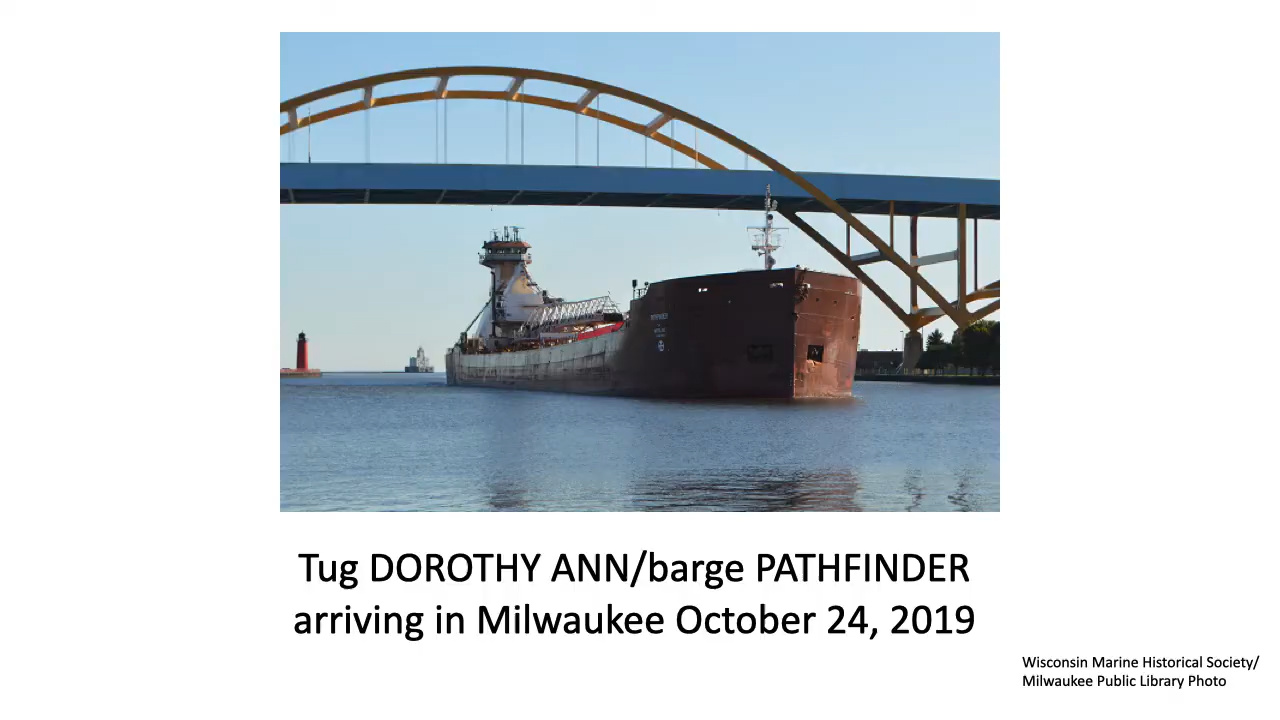 Tug DOROTHY ANN/barge PATHFINDER
arriving in Milwaukee October 24, 2019
Wisconsin Marine Historical Society/
Milwaukee Public Library Photo